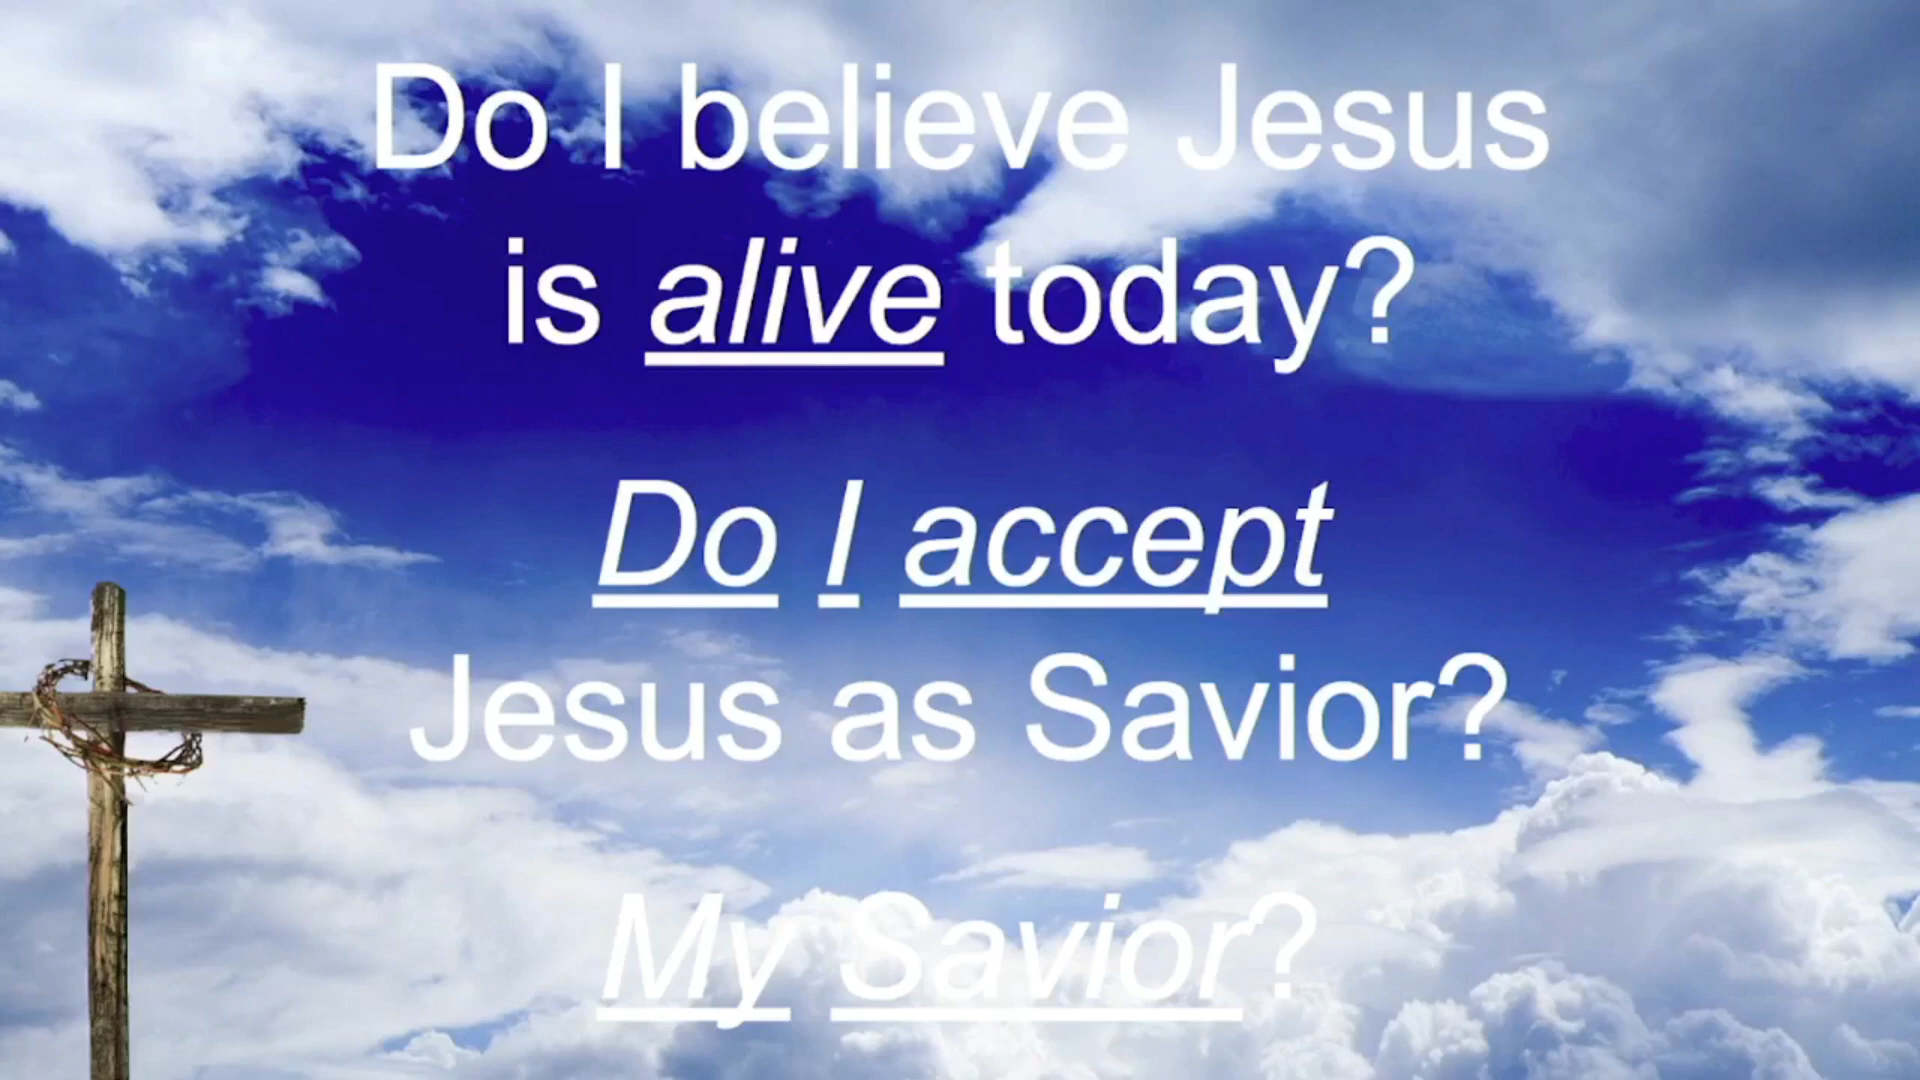 Do I believe Jesus
is alive today?
Do I accept
Jesus as Savior?
My Savior?